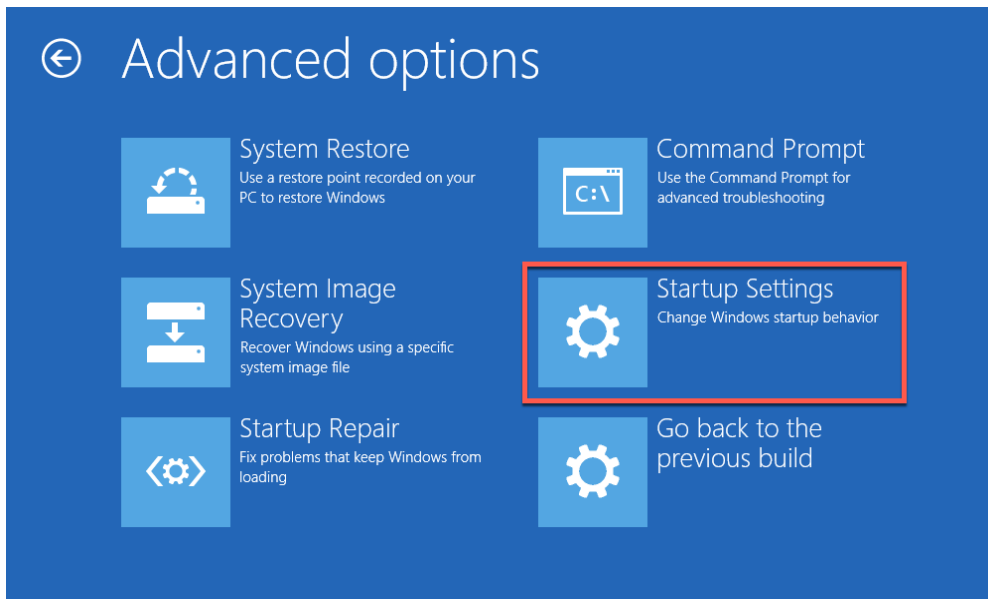 Advanced options
System Restore
Use a restore point recorded on your
PC to restore Windows
System Image
Recovery
Recover Windows using a specific
system image file
Startup Repair
Fix problems that keep Windows from
loading
Command Prompt
Use the Command Prompt for
advanced troubleshooting
C:\
Startup Settings
Change Windows startup behavior
Go back to the
previous build